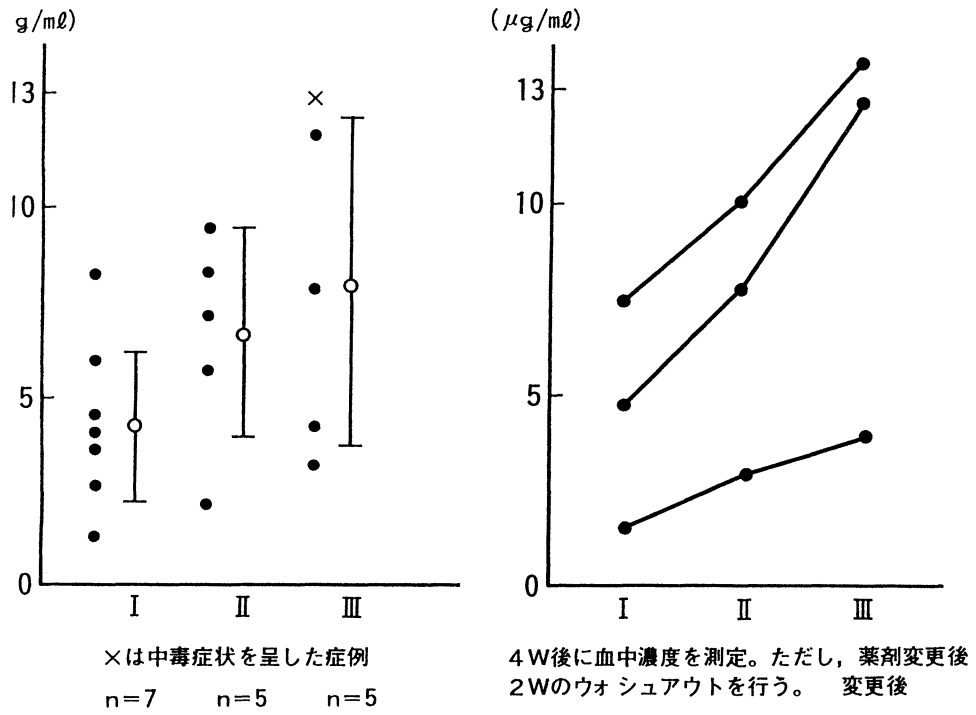 g/mℓ)
13
10
5
0
I II III
×は中毒症状を呈した症例
n=7 n=5 n=5
(μg/mℓ)
13
10
5
0
I II III
4W後に血中濃度を測定。ただし，薬剤変更後
2Wのウォシュアウトを行う。 変更後